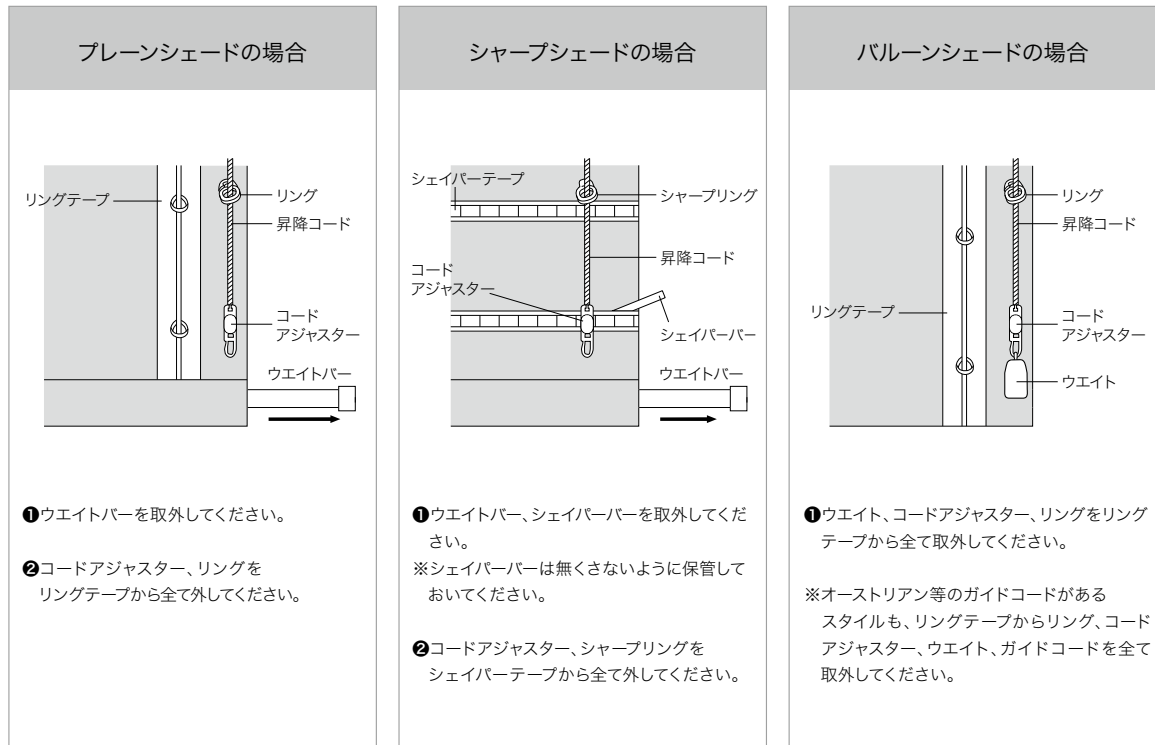 プレーンシェードの場合
リングテープ
リング
昇降コード
コード
アジャスター
ウエイトバー
❶ウエイトバーを取外してください。
❷コードアジャスター、リングを
リングテープから全て外してください。
シャープシェードの場合
シェイパーテープ
シャープリング
昇降コード
コード
アジャスター
シェイパーバー
ウエイトバー
❶ウエイトバー、シェイパーバーを取外してくだ
さい。
※シェイパーバーは無くさないように保管して
おいてください。
❷コードアジャスター、シャープリングを
シェイパーテープから全て外してください。
バルーンシェードの場合
リング
昇降コード
リングテープ
コード
アジャスター
ウエイト
❶ウエイト、コードアジャスター、リングをリング
テープから全て取外してください。
※オーストリアン等のガイドコードがある
スタイルも、リングテープからリング、コード
アジャスター、ウエイト、ガイドコードを全て
取外してください。